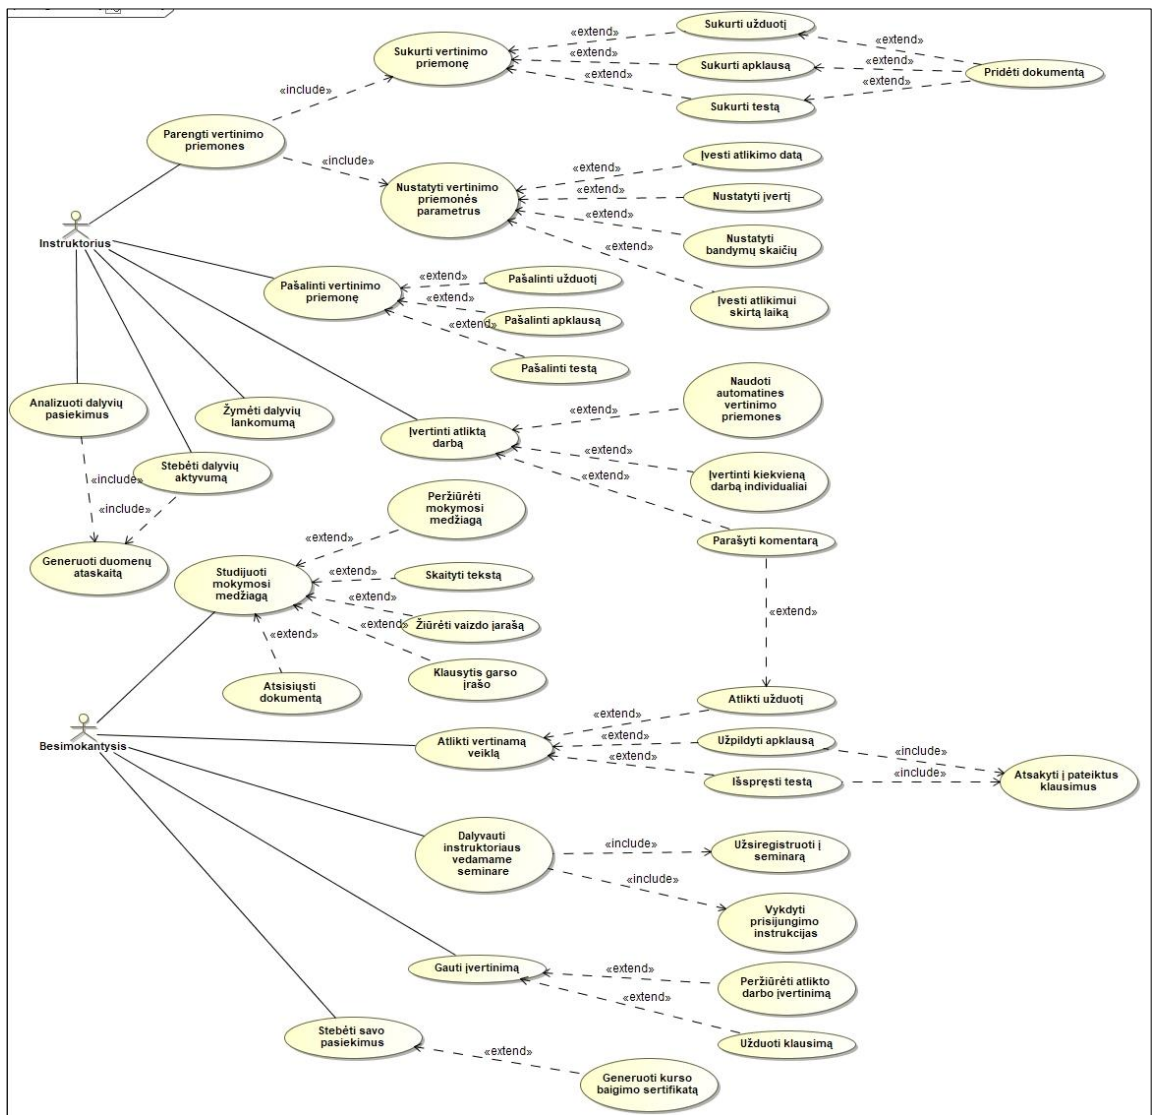 Sukurti vertinimo
priemonę
«extend»
«extend»
«extend»
Sukurti užduotį
Sukurti apklausą
Sukurti testą
«extend»
«extend»
«extend»
Pridėti dokumentą
«include»
Parengti vertinimo
priemones
«include»
Nustatyti vertinimo
priemonės
parametrus
«extend»
«extend»
«extend»
«extend»
Įvesti atlikimo datą
Nustatyti įvertį
Nustatyti
bandymų skaičių
Įvesti atlikimui
skirtą laiką
Instruktorius
Pašalinti vertinimo
priemonę
«extend»
«extend»
«extend»
Pašalinti užduotį
Pašalinti apklausą
Pašalinti testą
Analizuoti dalyvių
pasiekimus
Žymėti dalyvių
lankomumą
Stebėti dalyvių
aktyvumą
«include»
«include»
Generuoti duomenų
ataskaitą
Įvertinti atliktą
darbą
«extend»
«extend»
«extend»
Naudoti
automatines
vertinimo
priemones
Įvertinti kiekvieną
darbą individualiai
Parašyti komentarą
«extend»
Studijuoti
mokymosi
medžiagą
«extend»
«extend»
«extend»
«extend»
«extend»
Peržiūrėti
mokymosi
medžiagą
Skaityti tekstą
Žiūrėti vaizdo įarašą
Klausytis garso
įrašo
Atsisiųsti
dokumentą
Besimokantysis
Atlikti vertinamą
veiklą
«extend»
«extend»
«extend»
Atlikti užduotį
Užpildyti apklausą
Išspręsti testą
«include»
«include»
Atsakyti į pateiktus
klausimus
Dalyvauti
instruktoriaus
vedamame
seminare
«include»
«include»
Užsiregistruoti į
seminarą
Vykdyti
prisijungimo
instrukcijas
Gauti įvertinimą
«extend»
«extend»
Peržiūrėti atlikto
darbo įvertinimą
Užduoti klausimą
Stebėti savo
pasiekimus
«extend»
Generuoti kurso
baigimo sertifikatą